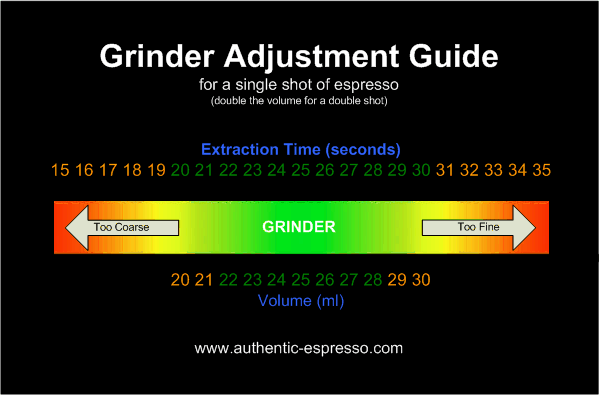 Grinder Adjustment Guide
for a single shot of espresso
(double the volume for a double shot)
Extraction Time (seconds)
15 16 17 18 19 20 21 22 23 24 25 26 27 28 29 30 31 32 33 34 35
Too Coarse GRINDER Too Fine
20 21 22 23 24 25 26 27 28 29 30
Volume (ml)
www.authentic-espresso.com